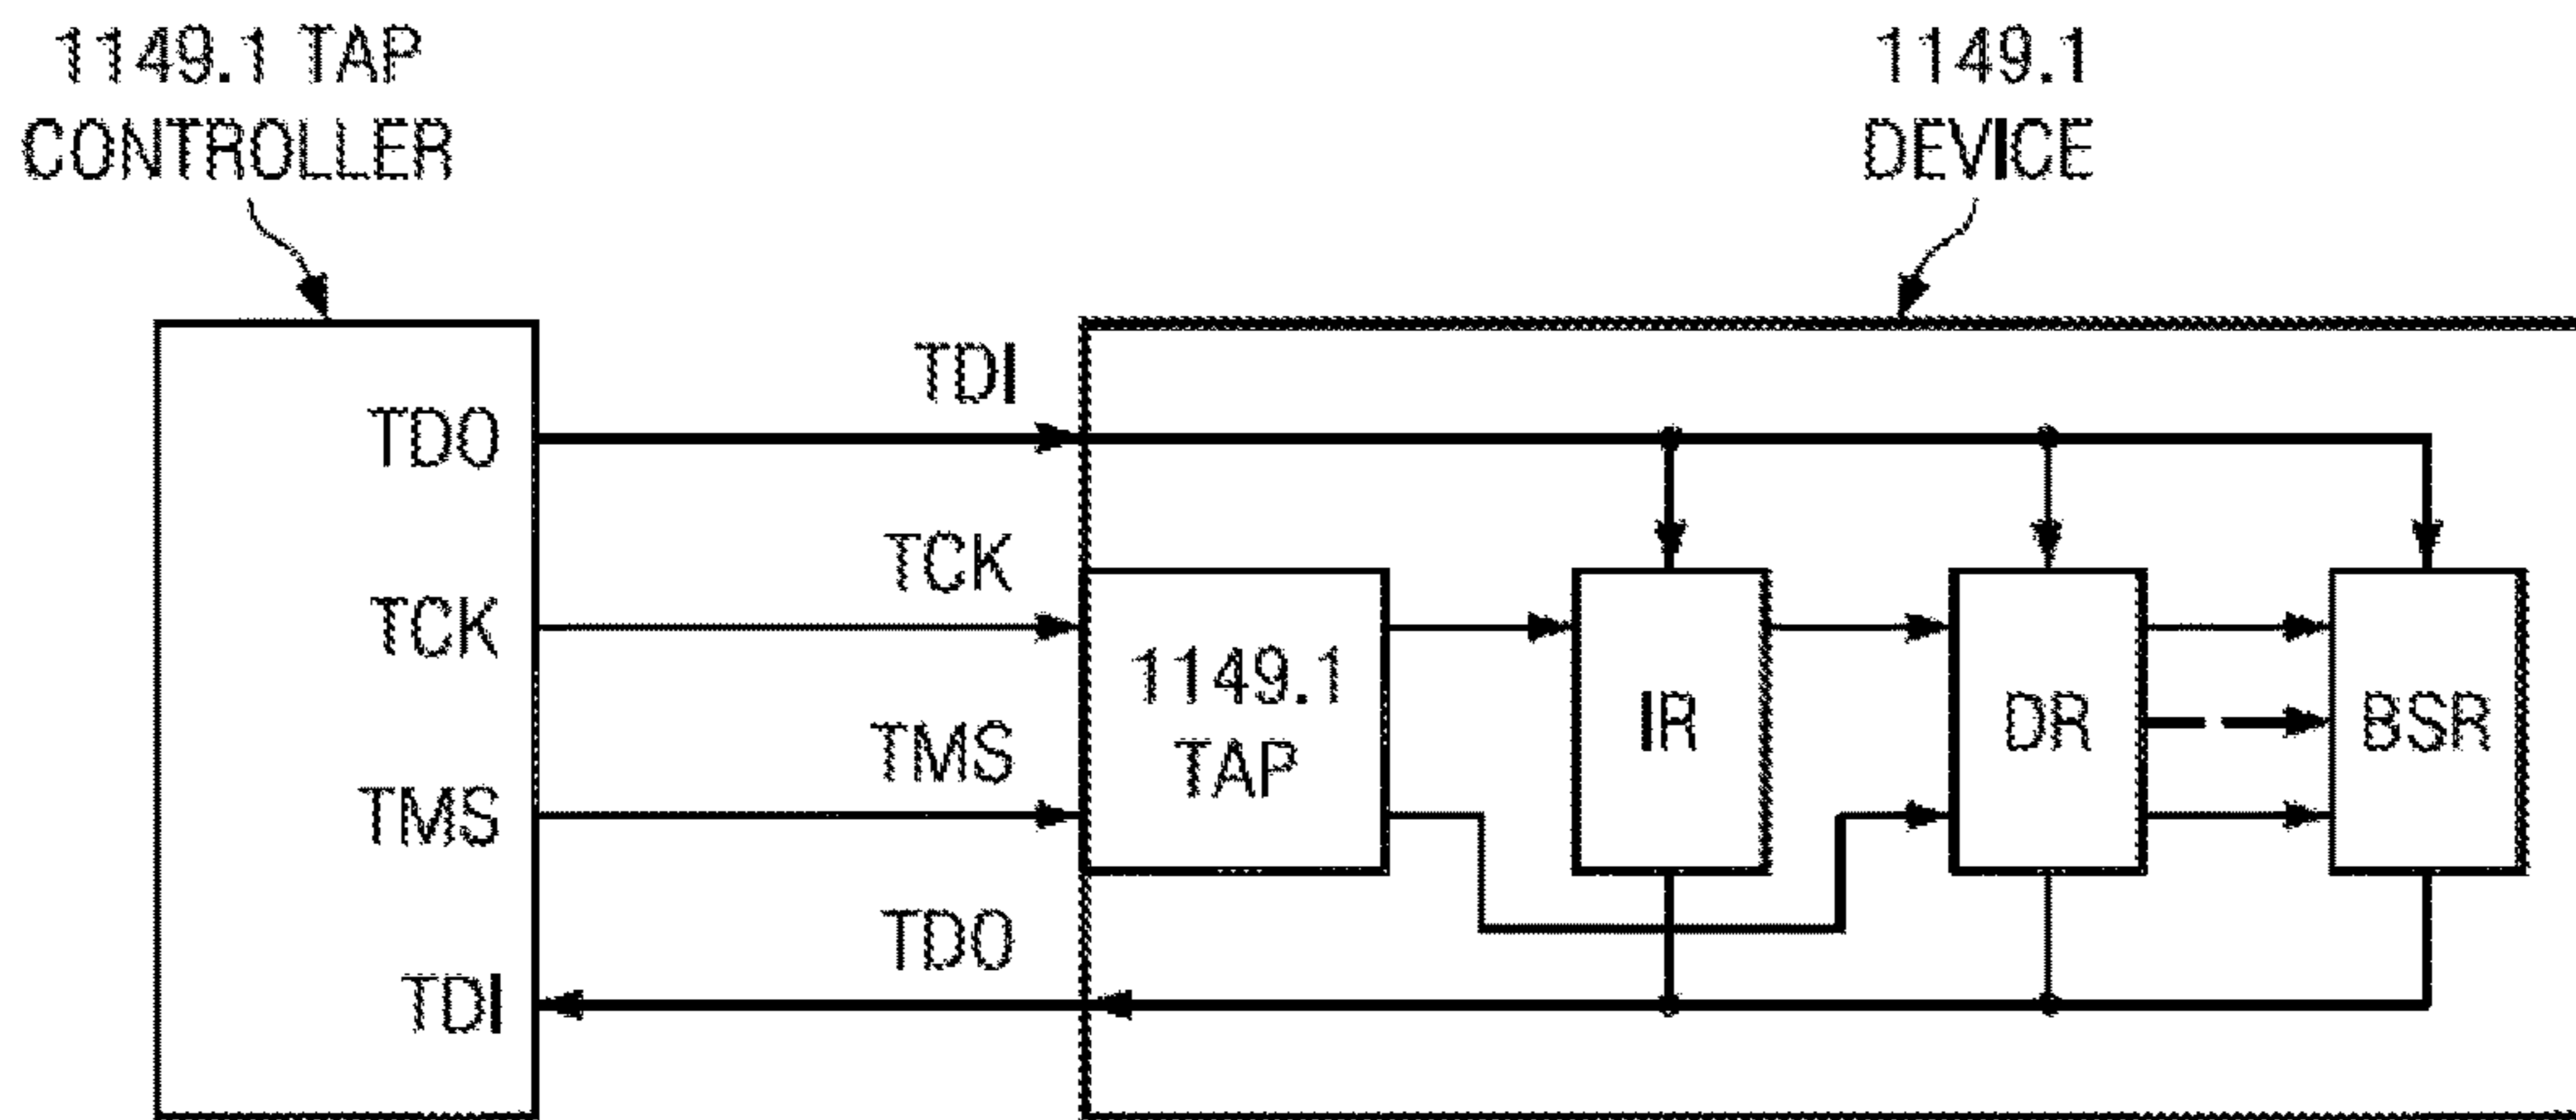 1149.1 TAP
CONTROLLER
1149.1
DEVICE
TDO
TDI
TCK
TCK
TMS
TMS
TDI
TDO
1149.1
TAP
IR
DR
BSR